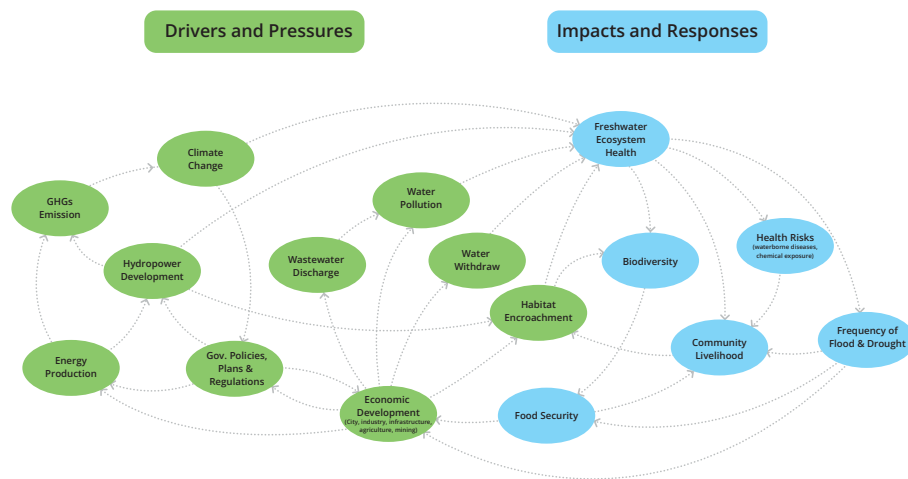 Drivers and Pressures
Impacts and Responses
Freshwater
Ecosystem
Health
Climate
Change
GHGs
Emission
Water
Pollution
Health Risks
(waterborne diseases,
chemical exposure)
Hydropower
Development
Wastewater
Discharge
Water
Withdraw
Biodiversity
Habitat
Encroachment
Energy
Production
Gov. Policies,
Plans &
Regulations
Community
Livelihood
Frequency of
Flood & Drought
Economic
Development
(City, industry, infrastructure,
agriculture, mining)
Food Security